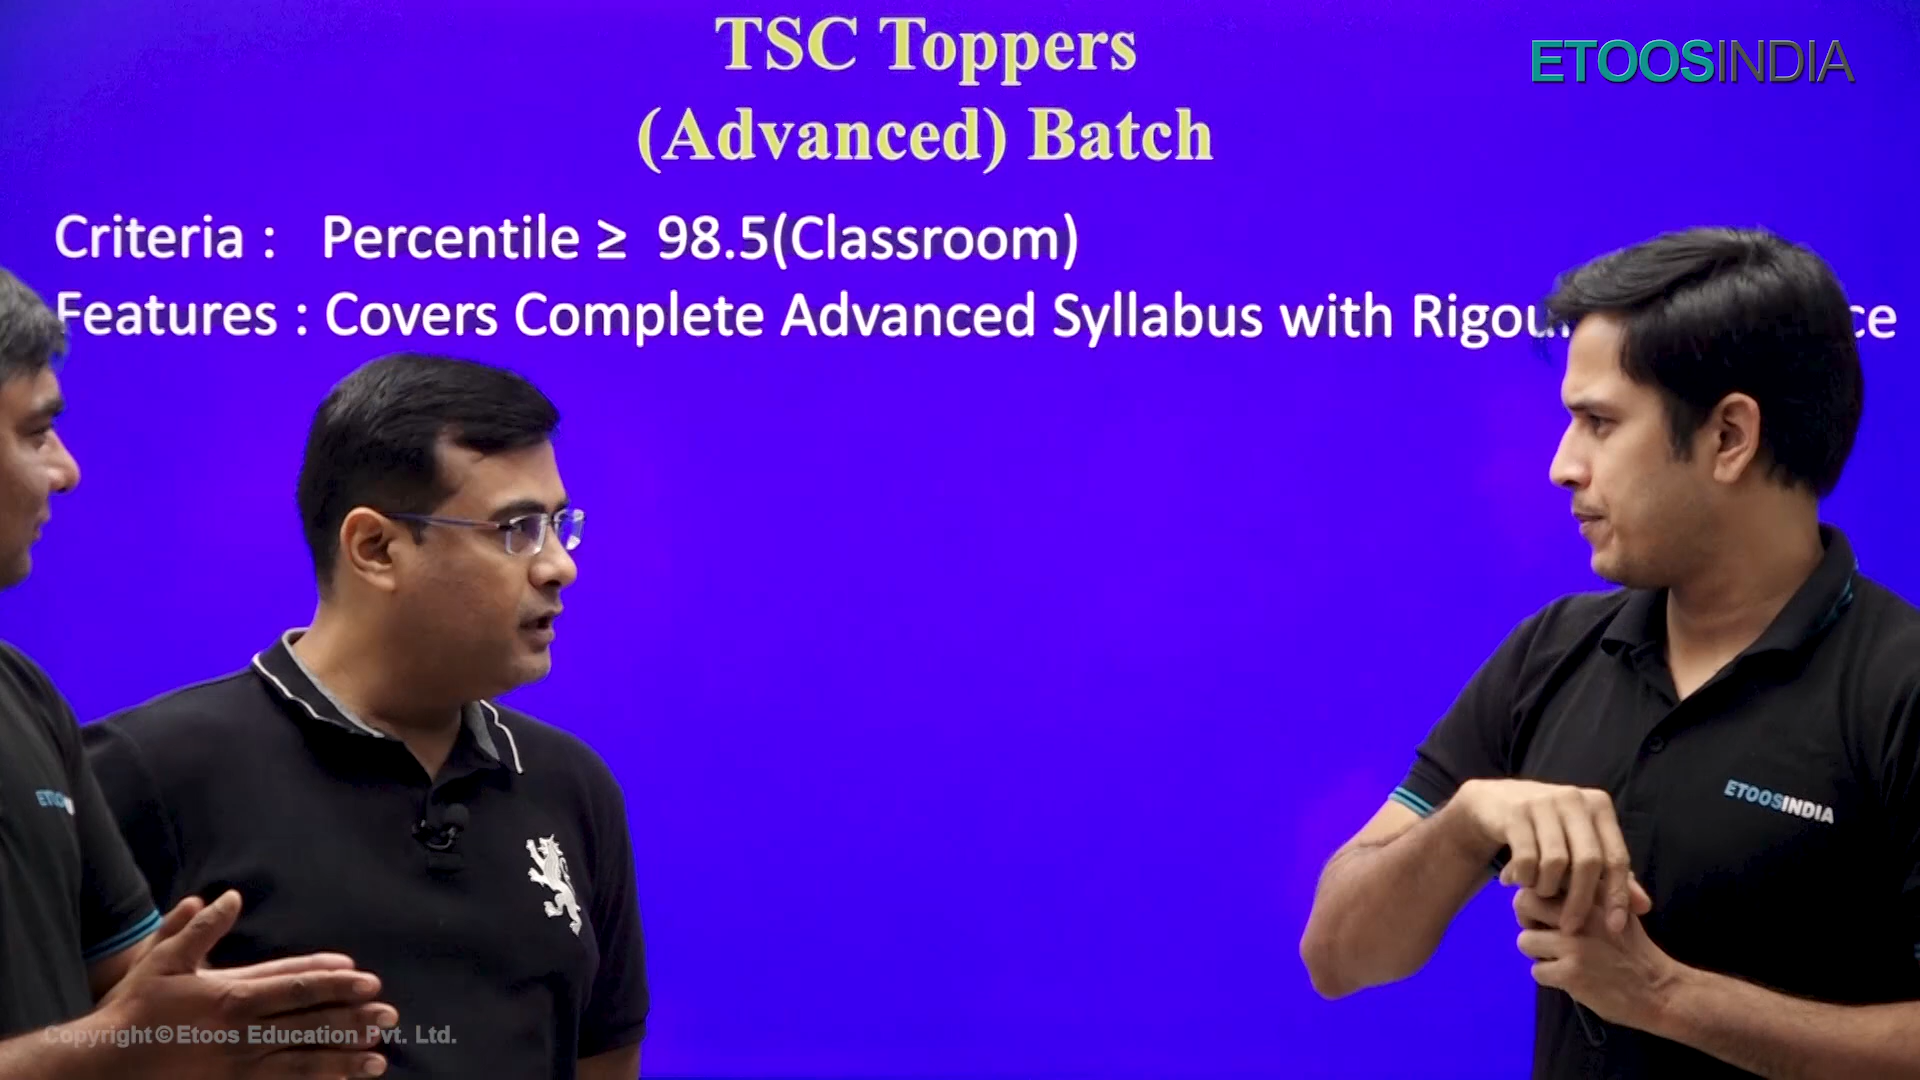 TSC Toppers
ETOOSINDIA
(Advanced) Batch
Criteria : Percentile ≥ 98.5(Classroom)
Features : Covers Complete Advanced Syllabus with
ETOOSINDIA
Copyright©Etoos Education Pvt. Ltd.